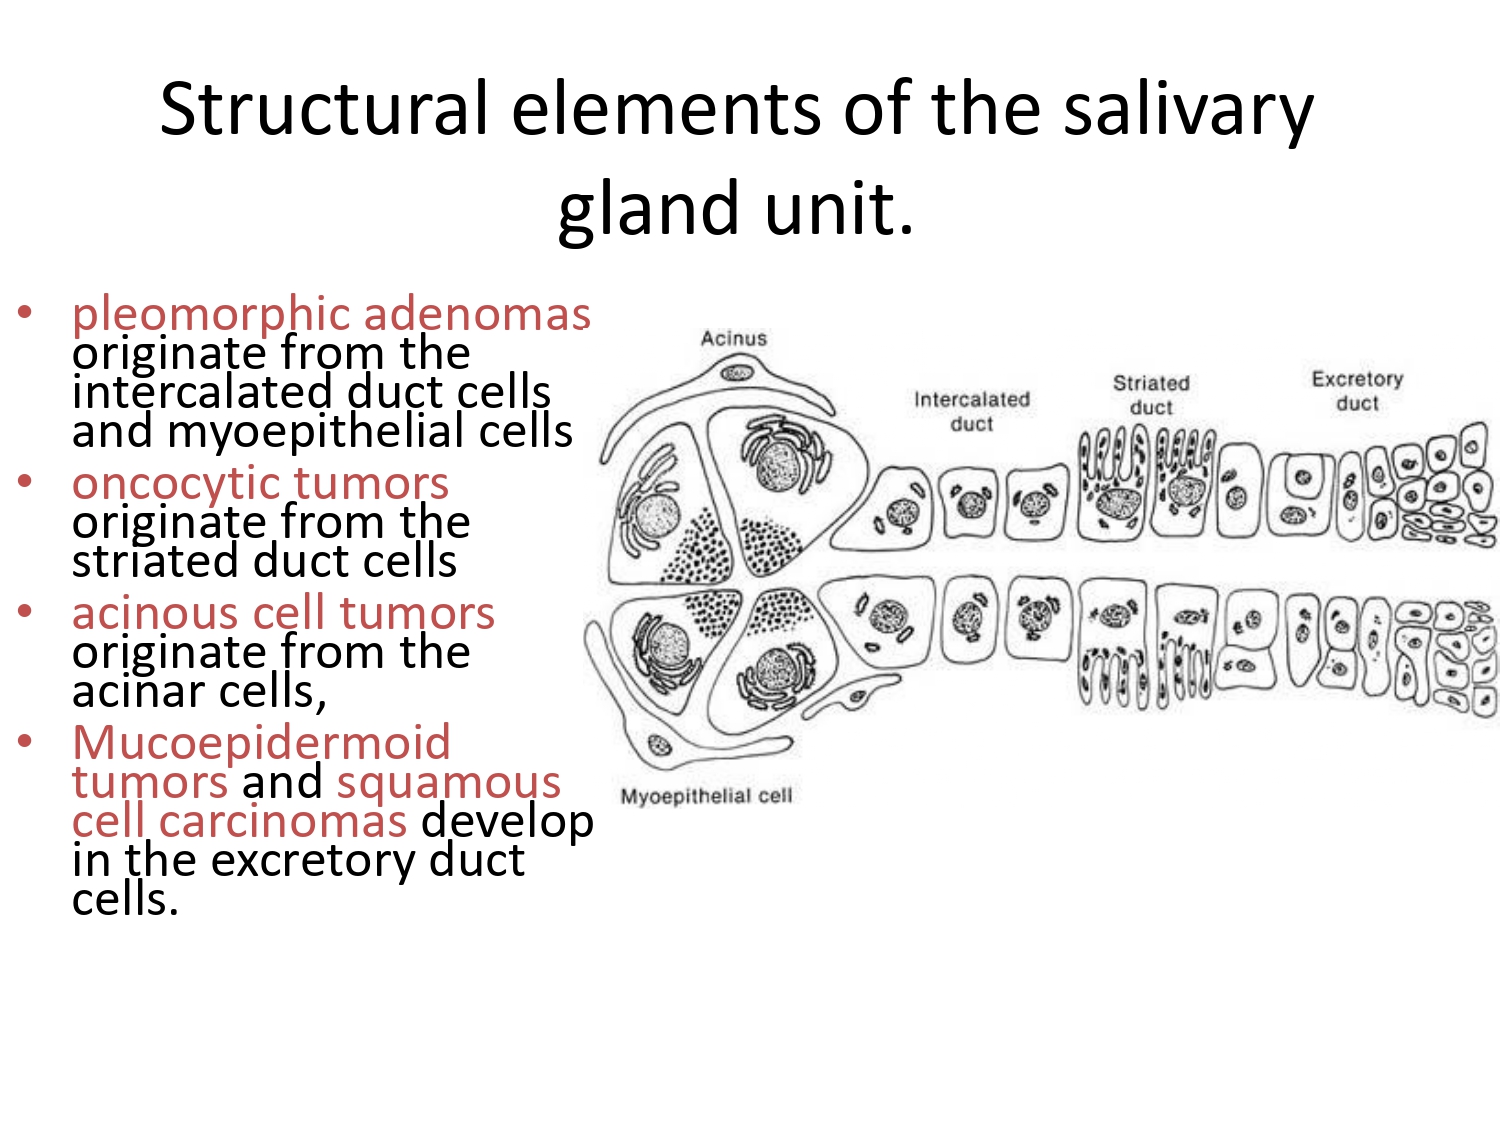 Structural elements of the salivary
gland unit.
• pleomorphic adenomas
originate from the
intercalated duct cells
and myoepithelial cells
• oncocytic tumors
originate from the
striated duct cells
• acinous cell tumors
originate from the
acinar cells,
• Mucoepidermoid
tumors and squamous
cell carcinomas develop
in the excretory duct
cells.
Acinus
Intercalated
duct
Striated
duct
Excretory
duct
Myoepithelial cell